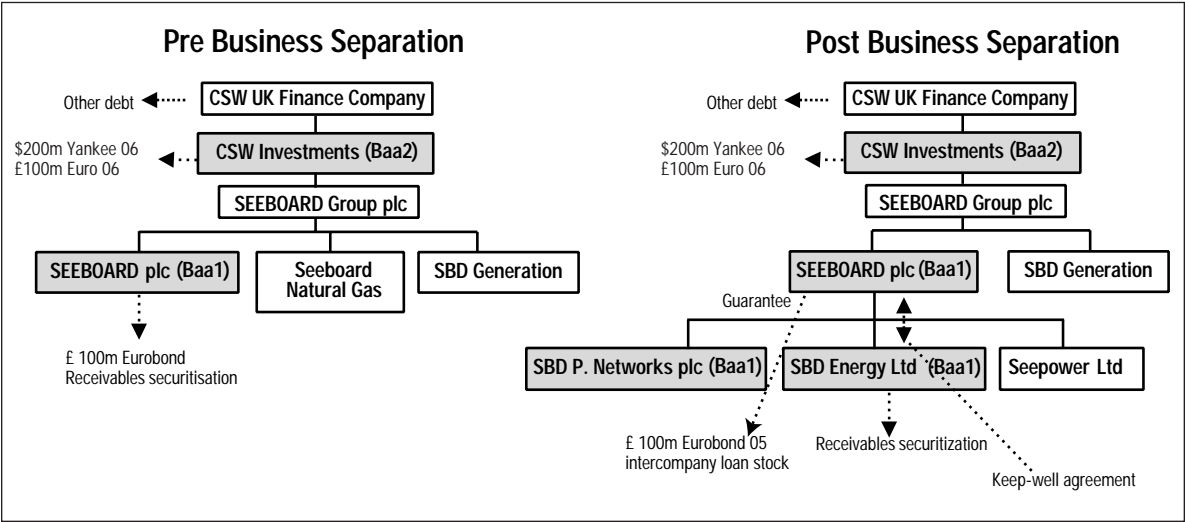 Pre Business Separation
Other debt
CSW UK Finance Company
$200m Yankee 06
£100m Euro 06
CSW Investments (Baa2)
SEEBOARD Group plc
SEEBOARD plc (Baa1)
Seeboard
Natural Gas
SBD Generation
£ 100m Eurobond
Receivables securitisation
Post Business Separation
Other debt
CSW UK Finance Company
$200m Yankee 06
£100m Euro 06
CSW Investments (Baa2)
SEEBOARD Group plc
SEEBOARD plc (Baa1)
SBD Generation
Guarantee
SBD P. Networks plc (Baa1)
SBD Energy Ltd (Baa1)
Seepower Ltd
£ 100m Eurobond 05
intercompany loan stock
Receivables securitization
Keep-well agreement